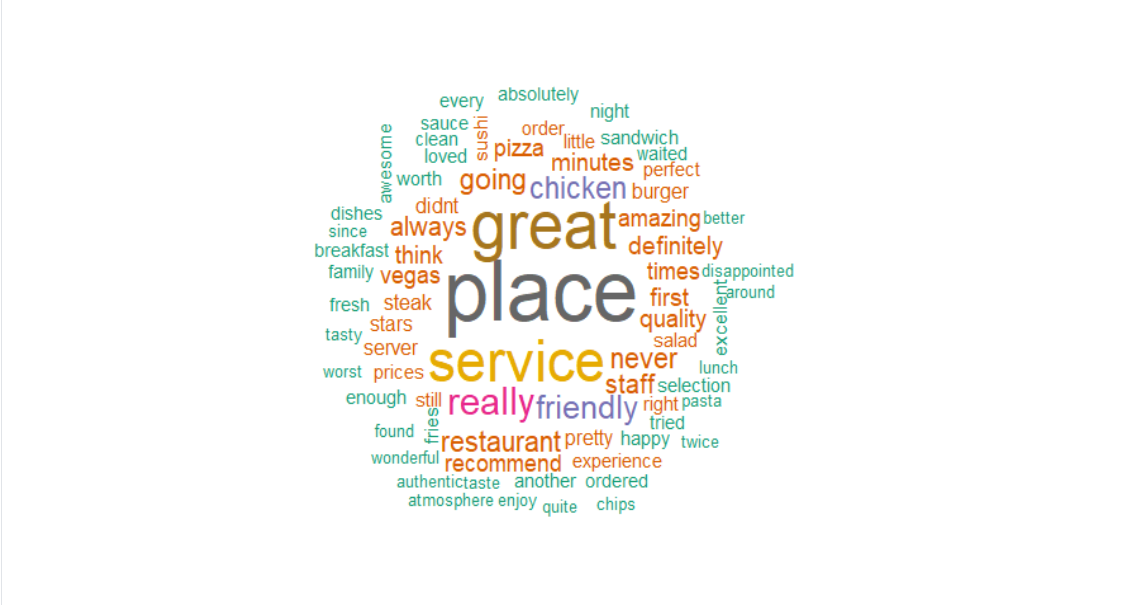 absolutely
every
night
sauce
sushi
order
clean
little
sandwich
awesome
loved
pizza
minutes
waited
perfect
worth
going
chicken
burger
dishes
didnt
great
amazing
better
since
always
definitely
breakfast
think
family
vegas
place
times
disappointed
fresh
steak
first
excellent
around
tasty
stars
quality
server
service
salad
worst
prices
never
lunch
enough
still
really
friendly
staff
selection
right
pasta
found
fries
restaurant
pretty
happy
tried
twice
wonderful
recommend
experience
authentic
taste
another
ordered
atmosphere
enjoy
quite
chips